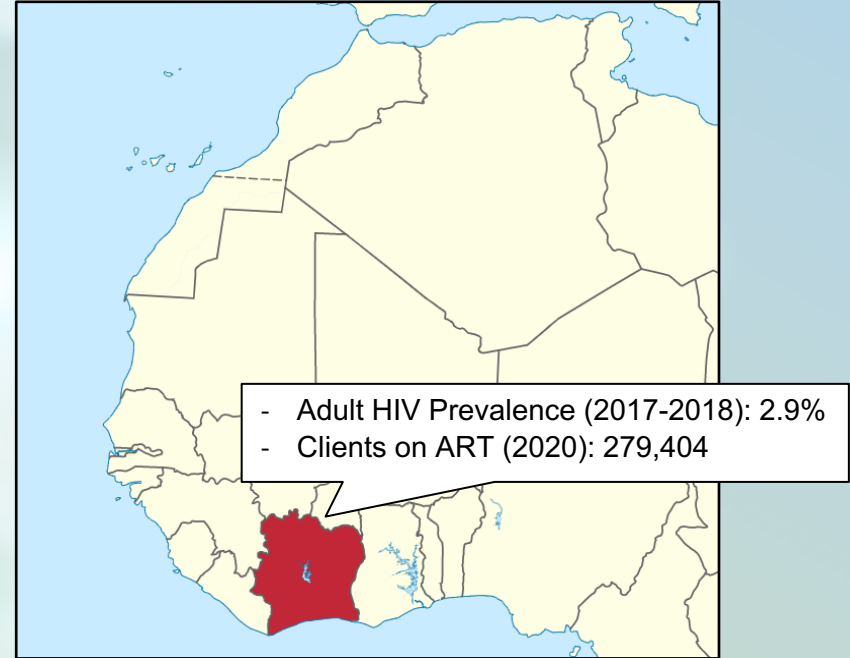 - Adult HIV Prevalence (2017-2018): 2.9%
- Clients on ART (2020): 279,404